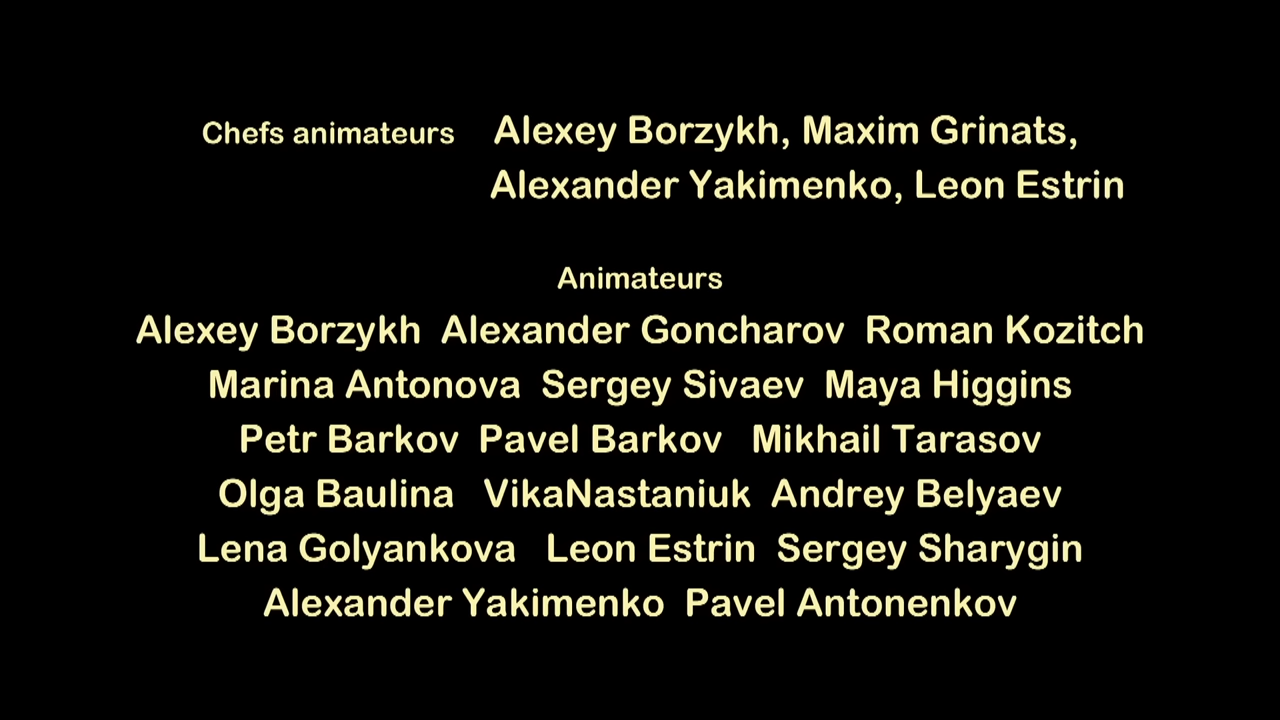 Chefs animateurs Alexey Borzykh, Maxim Grinats,
Alexander Yakimenko, Leon Estrin
Animateurs
Alexey Borzykh Alexander Goncharov Roman Kozitch
Marina Antonova Sergey Sivaev Maya Higgins
Petr Barkov Pavel Barkov Mikhail Tarasov
Olga Baulina VikaNastaniuk Andrey Belyaev
Lena Golyankova Leon Estrin Sergey Sharygin
Alexander Yakimenko Pavel Antonenkov